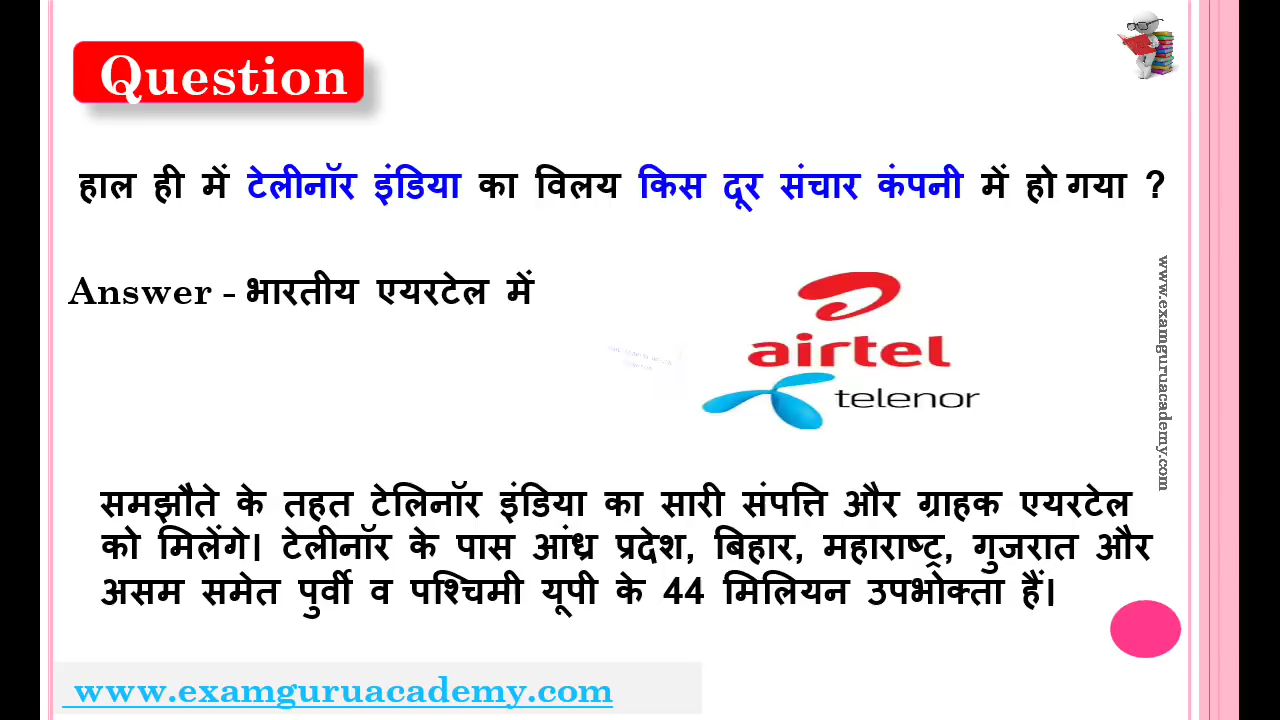 Question
हाल ही में टेलीनॉर इंडिया का विलय किस दूर संचार कंपनी में हो गया ?
Answer - भारतीय एयरटेल में
airtel
telenor
www.examguruacademy.com
समझौते के तहत टेलिनॉर इंडिया का सारी संपत्ति और ग्राहक एयरटेल
को मिलेंगे। टेलीनॉर के पास आंध्र प्रदेश, बिहार, महाराष्ट्र, गुजरात और
असम समेत पुर्वी व पश्चिमी यूपी के 44 मिलियन उपभोक्ता हैं।
www.examguruacademy.com